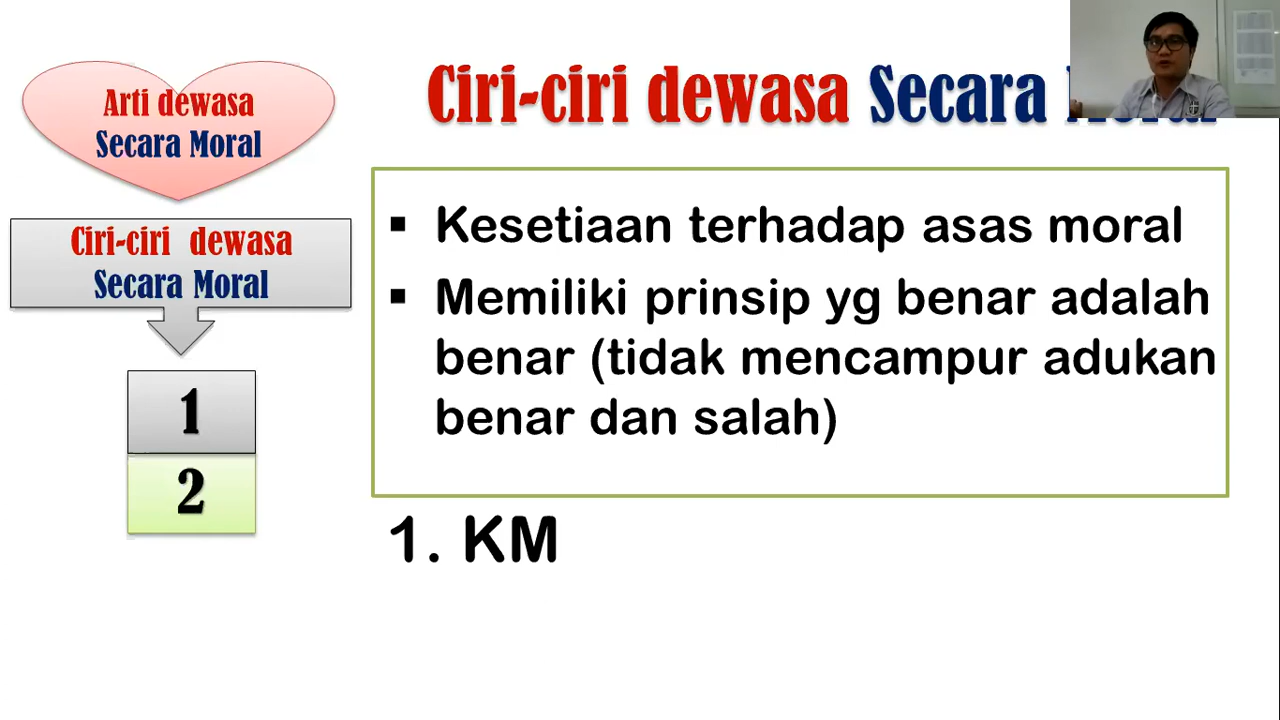 Arti dewasa
Secara Moral
Ciri-ciri dewasa
Secara Moral
1
2
Ciri-ciri dewasa Secara
▪ Kesetiaan terhadap asas moral
▪ Memiliki prinsip yg benar adalah
benar (tidak mencampur adukan
benar dan salah)
1. KM